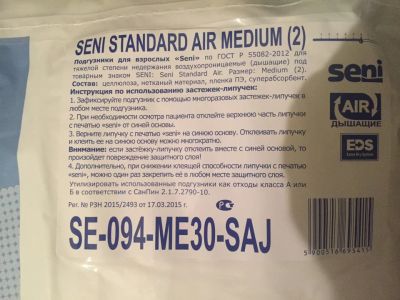 SENI STANDARD AIR MEDIUM (2)
Подгузники для взрослых «Seni» по ГОСТ Р 55082-2012 для
тяжелой степени недержания воздухопроницаемые (дышащие) под
товарным знаком SENI: Seni Standard Air. Размер: Medium (2).
Состав: целлюлоза, нетканый материал, пленка ПЭ, суперабсорбент.
Инструкция по использованию застежек-липучек:
1. Зафиксируйте подгузник с помощью многоразовых застежек-липучек в
любом месте подгузника.
2. При необходимости осмотра пациента отклейте верхнюю часть липучки
с печатью «seni» от синей основы.
3. Верните липучку с печатью «seni» на синюю основу. Отклеивать липучку
и клеить ее на синюю основу можно многократно.
Внимание: если застёжку-липучку отклеить вместе с синей основой, то
произойдет повреждение защитного слоя!
4. Дополнительно, при снижении клеящей способности липучки с печатью
«seni», можно один раз закрепить её в любом месте защитного слоя.
Утилизировать использованные подгузники как отходы класса А или
Б в соответствии с СанПин 2.1.7.2790-10.
Рег. № РЗН 2015/2493 от 17.03.2015 г.
SE-094-ME30-SAJ
seni
AIR
ДЫШАЩИЕ
EDS
5 900516 693411